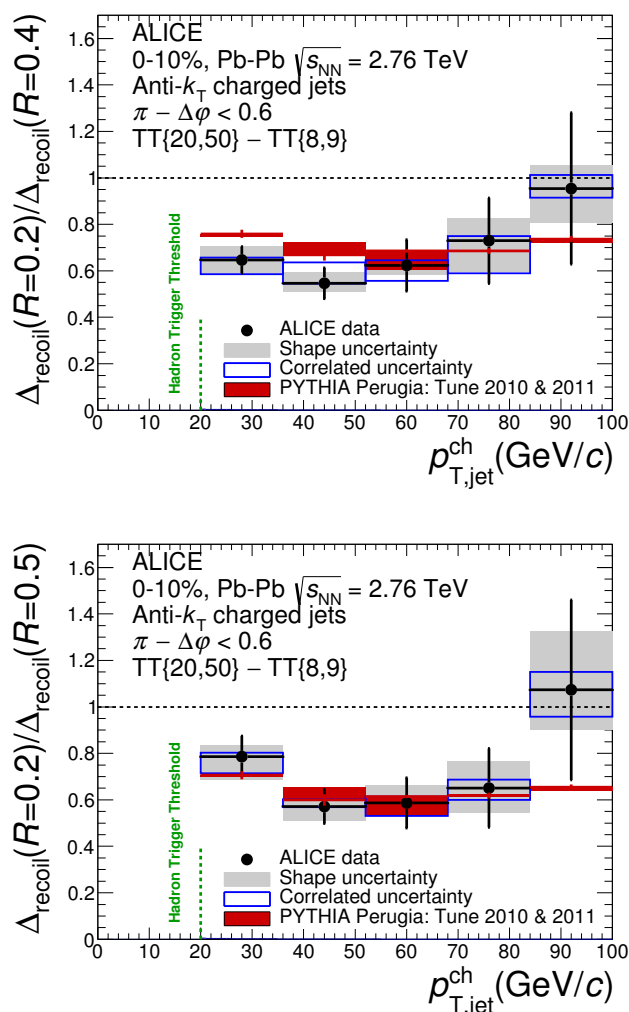 ALICE
0-10%, Pb-Pb √sNN = 2.76 TeV
Anti-kT charged jets
π − Δφ < 0.6
TT{20,50} − TT{8,9}
Δrecoil(R=0.2)/Δrecoil(R=0.4)
1.6
1.4
1.2
1
0.8
0.6
0.4
0.2
0
Hadron Trigger Threshold
ALICE data
Shape uncertainty
Correlated uncertainty
PYTHIA Perugia: Tune 2010 & 2011
0 10 20 30 40 50 60 70 80 90 100
p ch T,jet (GeV/c)
ALICE
0-10%, Pb-Pb √sNN = 2.76 TeV
Anti-kT charged jets
π − Δφ < 0.6
TT{20,50} − TT{8,9}
Δrecoil(R=0.2)/Δrecoil(R=0.5)
1.6
1.4
1.2
1
0.8
0.6
0.4
0.2
0
Hadron Trigger Threshold
ALICE data
Shape uncertainty
Correlated uncertainty
PYTHIA Perugia: Tune 2010 & 2011
0 10 20 30 40 50 60 70 80 90 100
p ch T,jet (GeV/c)